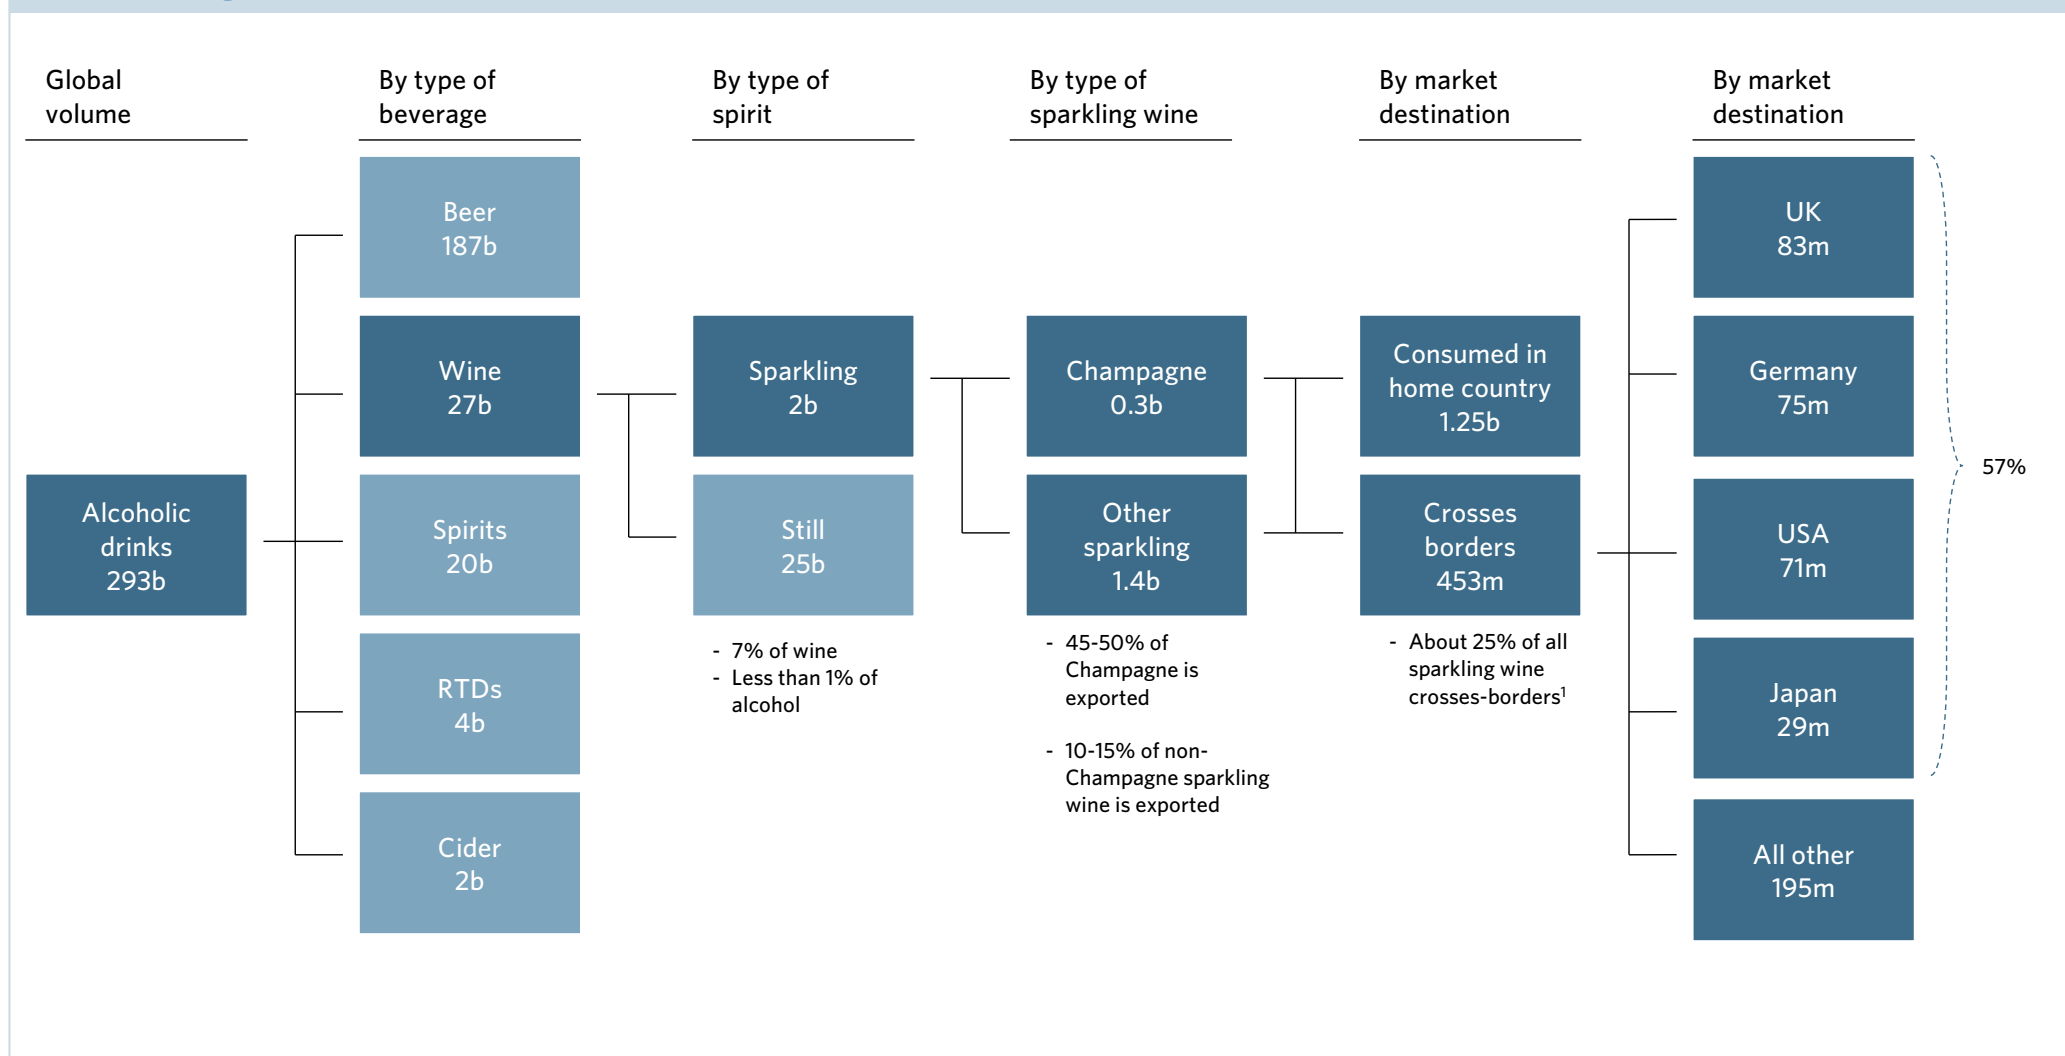 Global
volume
By type of
beverage
By type of
spirit
By type of
sparkling wine
By market
destination
By market
destination
Alcoholic
drinks
293b
Beer
187b
Wine
27b
Spirits
20b
RTDs
4b
Cider
2b
Sparkling
2b
Still
25b
- 7% of wine
- Less than 1% of
alcohol
Champagne
0.3b
Other
sparkling
1.4b
- 45-50% of
Champagne is
exported
- 10-15% of non-
Champagne sparkling
wine is exported
Consumed in
home country
1.25b
Crosses
borders
453m
- About 25% of all
sparkling wine
crosses-borders¹
UK
83m
Germany
75m
USA
71m
Japan
29m
All other
195m
57%